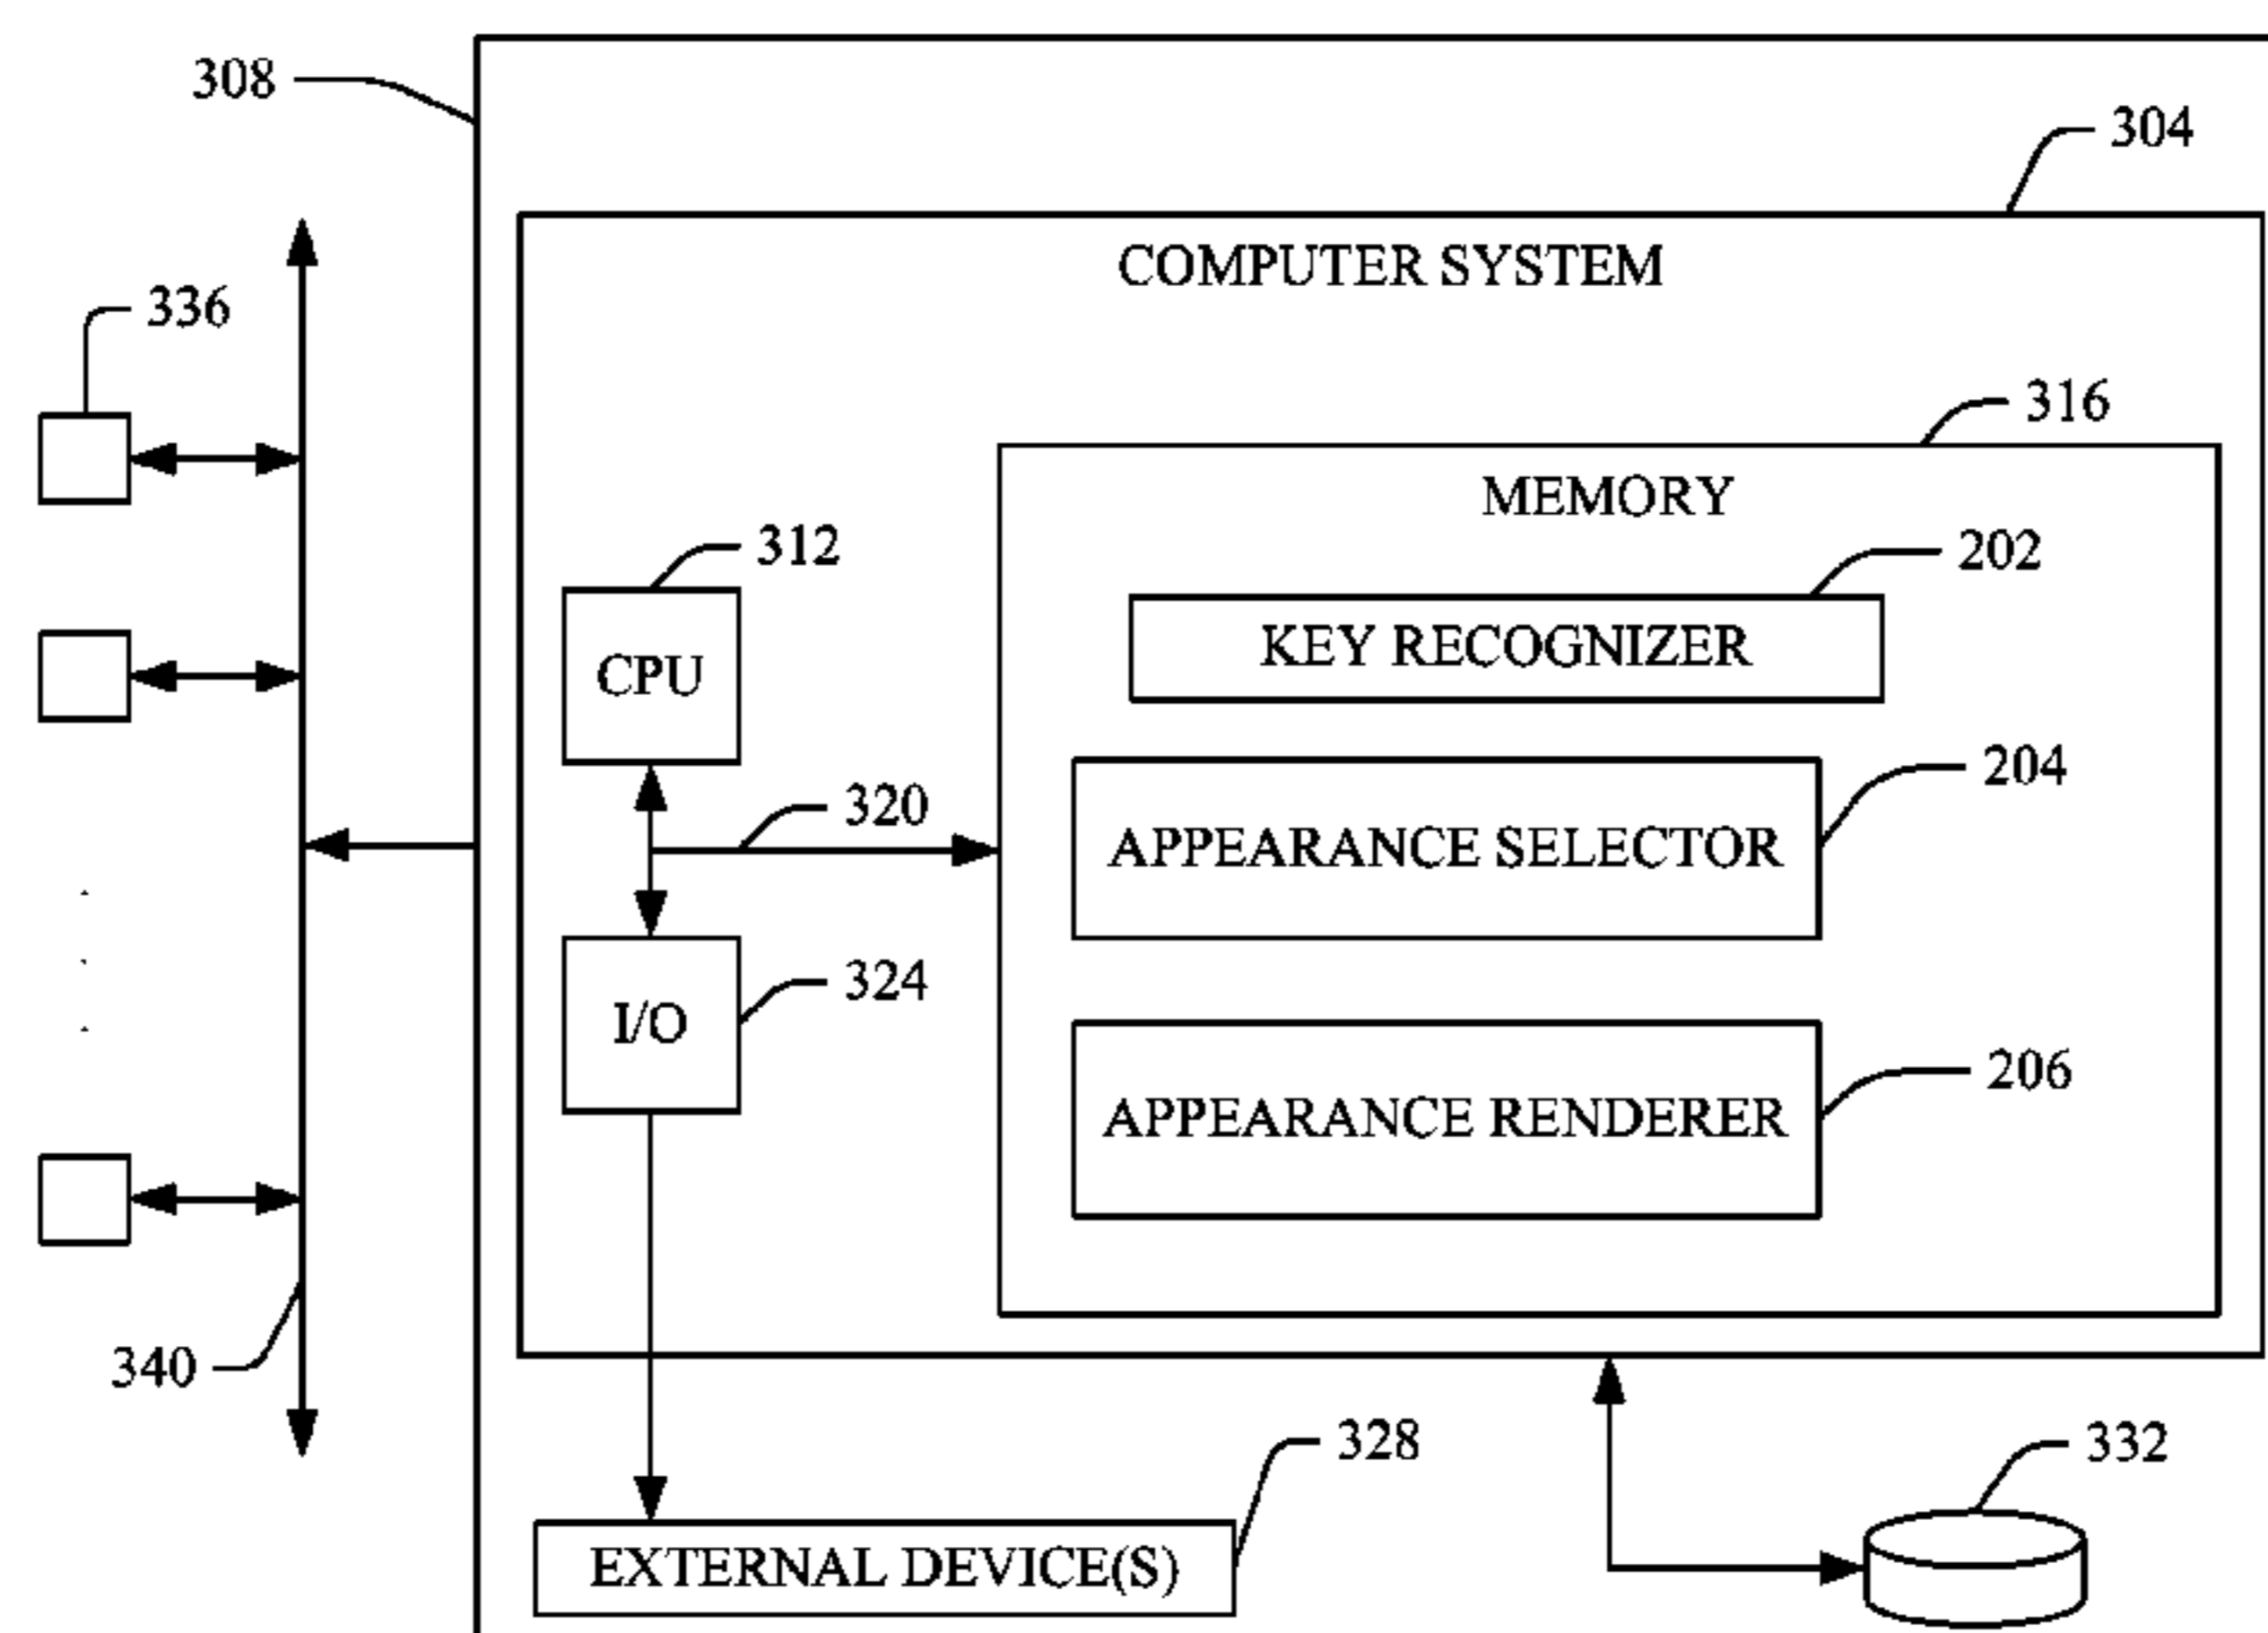 308
304
COMPUTER SYSTEM
336
316
MEMORY
312
202
CPU
KEY RECOGNIZER
320
204
APPEARANCE SELECTOR
324
I/O
206
APPEARANCE RENDERER
340
328
332
EXTERNAL DEVICE(S)